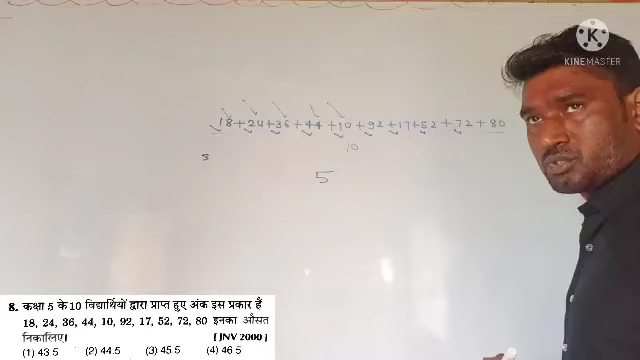 KINEMASTER
18+24+36+44+10+92+17+52+72+80
10
3
5
8. कक्षा 5 के 10 विद्यार्थियों द्वारा प्राप्त हुए अंक इस प्रकार हैं
18, 24, 36, 44, 10, 92, 17, 52, 72, 80 इनका औसत
निकालिए। [JNV 2000]
(1) 43.5 (2) 44.5 (3) 45.5 (4) 46.5